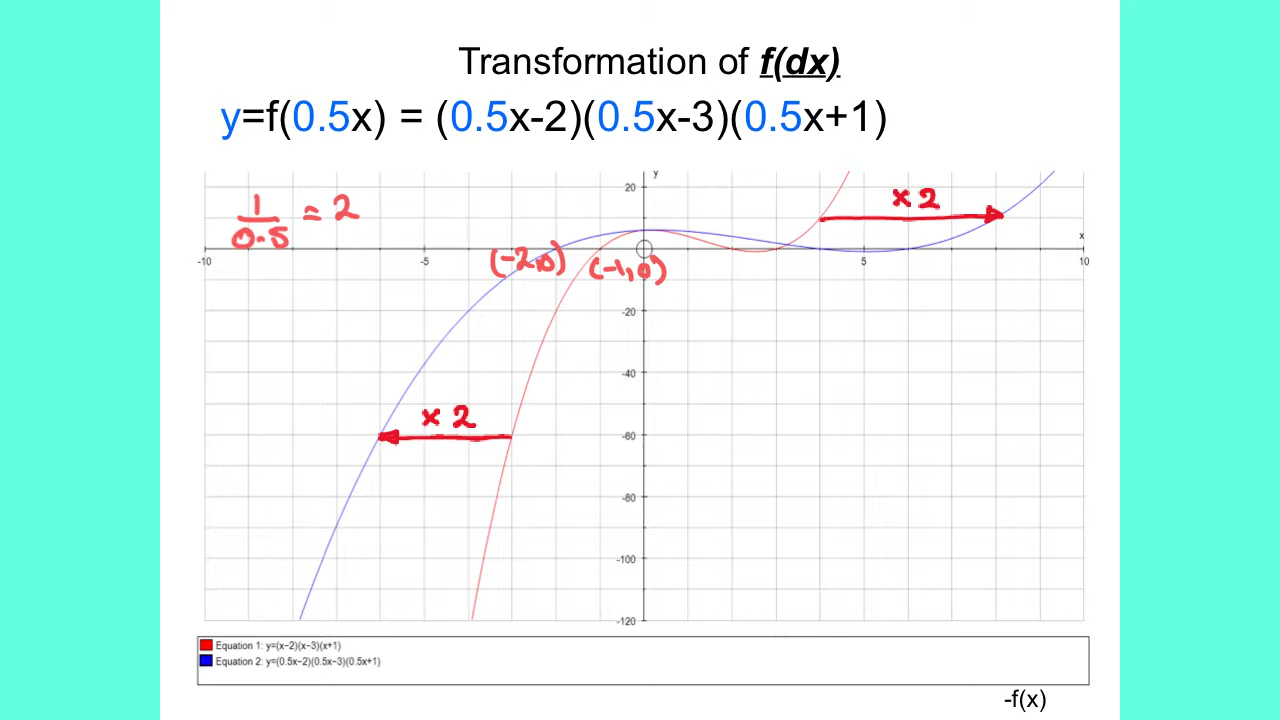 Transformation of f(dx)
y=f(0.5x) = (0.5x-2)(0.5x-3)(0.5x+1)
y
20
1/0.5 = 2
x 2
x
-10
-5
5
10
(-2,0)
(-1,0)
-20
-40
x 2
-60
-80
-100
-120
Equation 1: y=(x−2)(x−3)(x+1)
Equation 2: y=(0.5x−2)(0.5x−3)(0.5x+1)
-f(x)